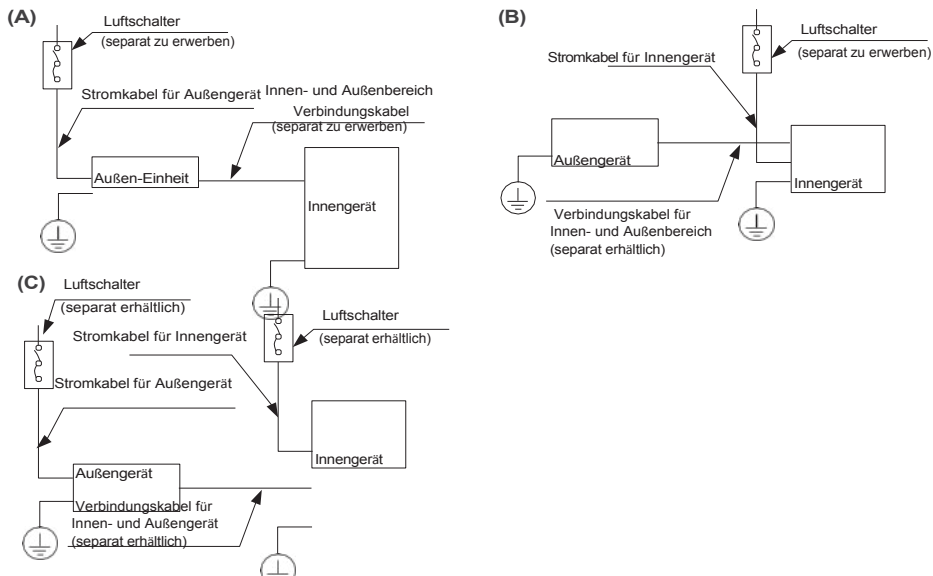 (A)
Luftschalter
(separat zu erwerben)
Stromkabel für Außengerät
Innen- und Außenbereich
Verbindungskabel
(separat zu erwerben)
Außen-Einheit
Innengerät
(B)
Luftschalter
(separat zu erwerben)
Stromkabel für Innengerät
Außengerät
Innengerät
Verbindungskabel für
Innen- und Außenbereich
(separat erhältlich)
(C)
Luftschalter
(separat erhältlich)
Stromkabel für Innengerät
Luftschalter
(separat erhältlich)
Stromkabel für Außengerät
Innengerät
Außengerät
Verbindungskabel für
Innen- und Außengerät
(separat erhältlich)